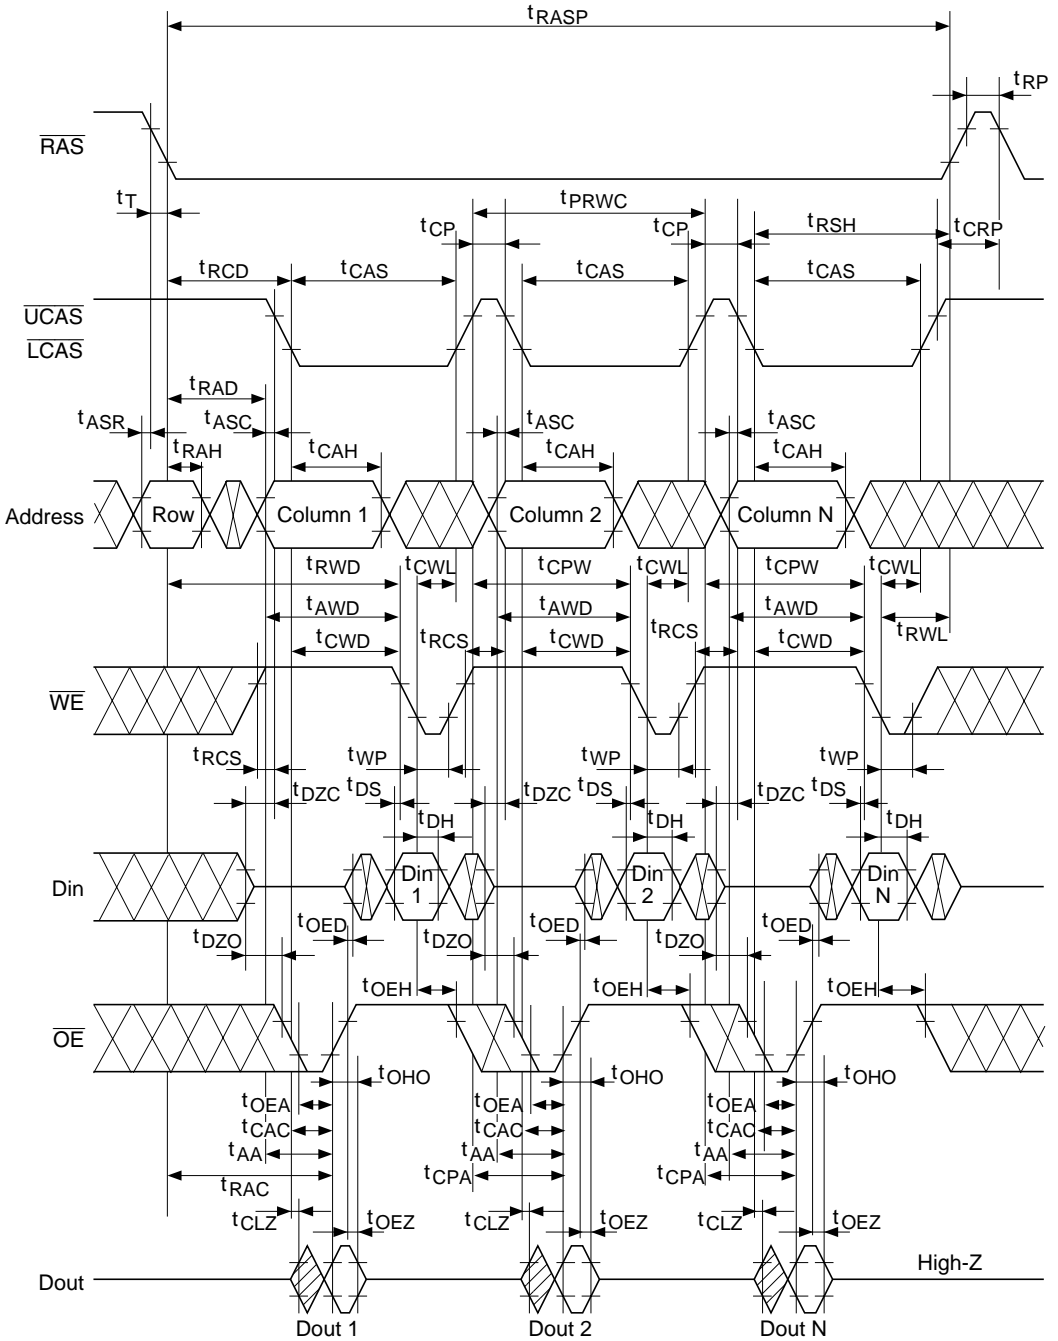 tRASP
tRP
RAS
tT
tPRWC
tCP
tCP
tRSH
tCRP
tRCD
tCAS
tCAS
tCAS
UCAS
LCAS
tRAD
tASR
tASC
tASC
tASC
tRAH
tCAH
tCAH
tCAH
Address
Row
Column 1
Column 2
Column N
tRWD
tCWL
tCPW
tCWL
tCPW
tCWL
tAWD
tAWD
tAWD
tCWD
tRCS
tCWD
tRCS
tCWD
tRWL
WE
tRCS
tWP
tWP
tWP
tDZC
tDS
tDZC
tDS
tDZC
tDS
tDH
tDH
tDH
Din
Din 1
Din 2
Din N
tDZO
tOED
tDZO
tOED
tDZO
tOED
tOEH
tOEH
tOEH
OE
tOHO
tOHO
tOHO
tOEA
tOEA
tOEA
tCAC
tCAC
tCAC
tAA
tAA
tAA
tRAC
tCPA
tCPA
tCLZ
tOEZ
tCLZ
tOEZ
tCLZ
tOEZ
Dout
High-Z
Dout 1
Dout 2
Dout N